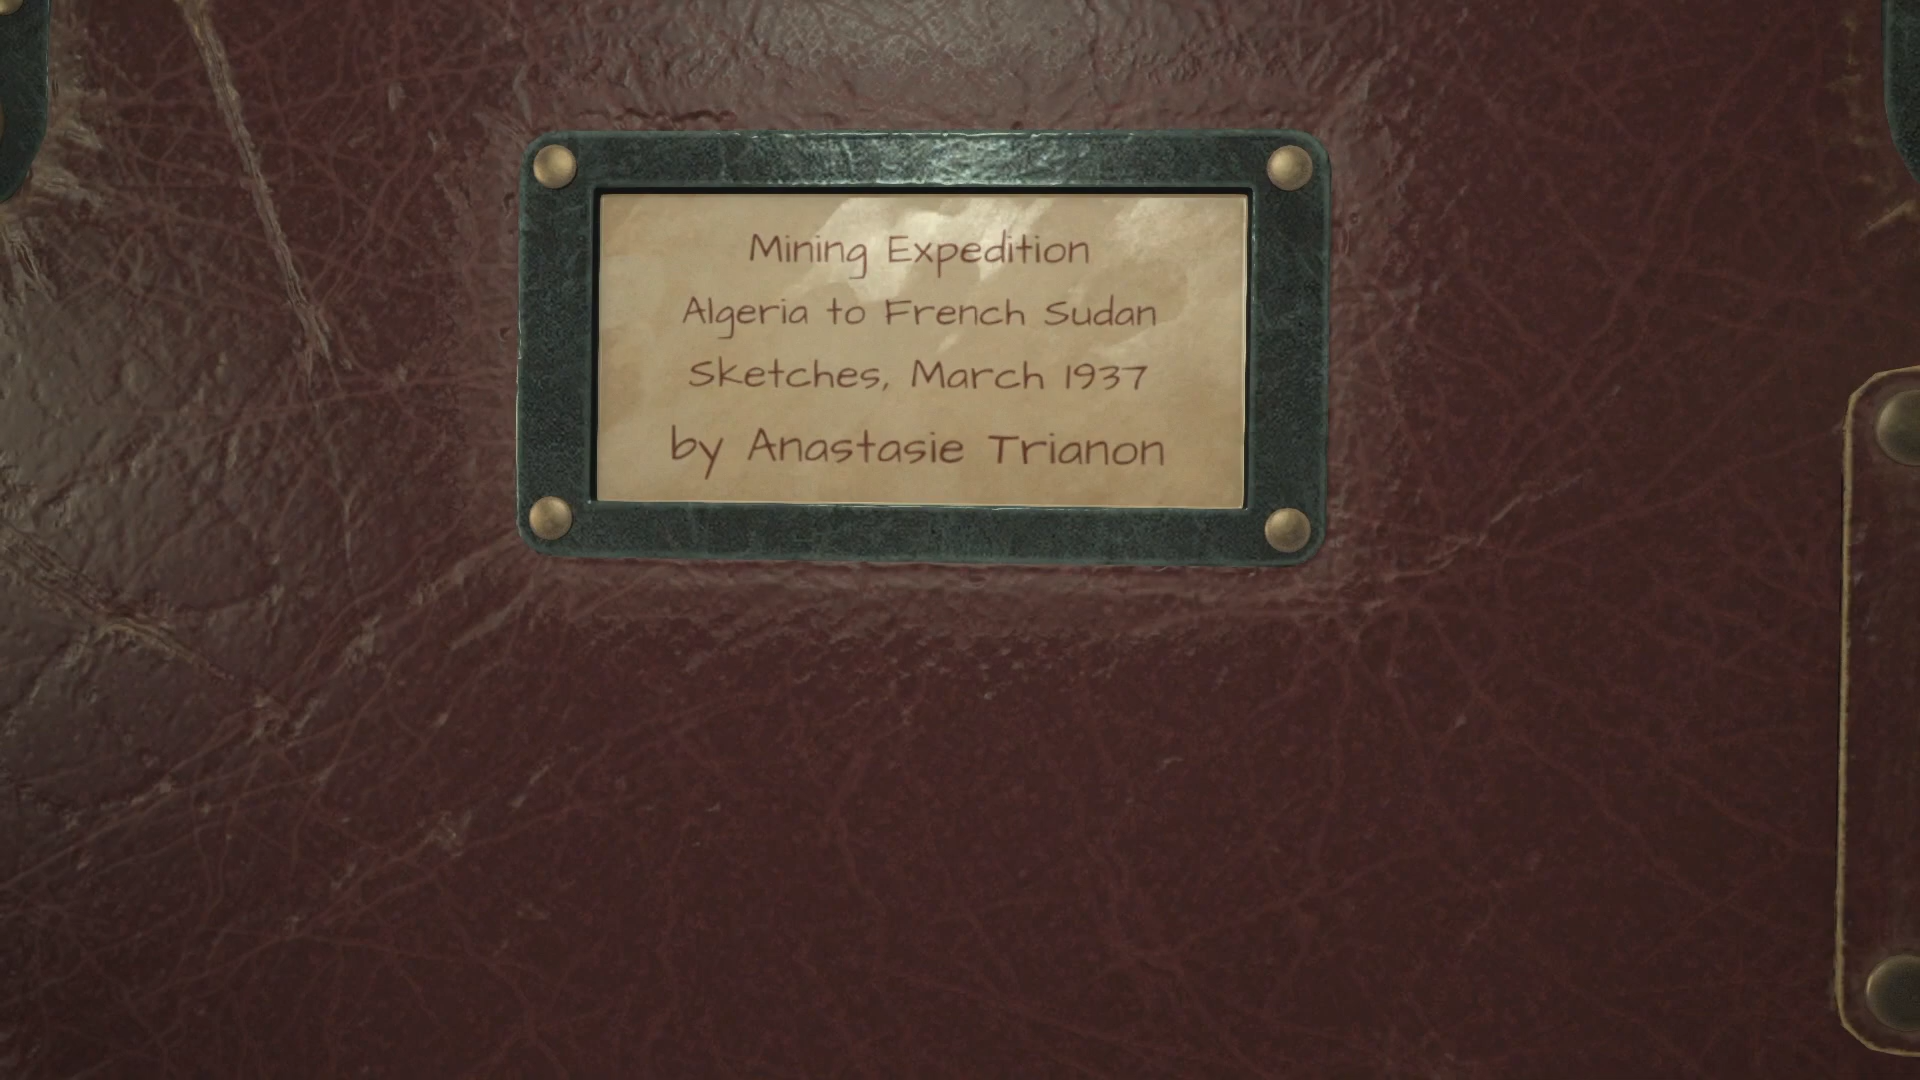 Mining Expedition
Algeria to French Sudan
Sketches, March 1937
by Anastasie Trianon